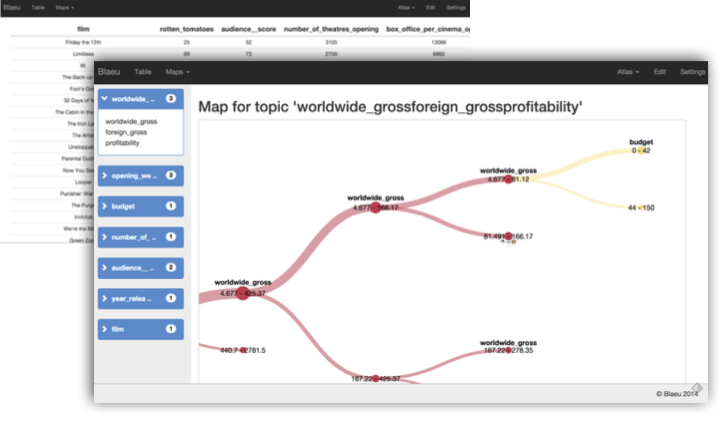 Blaeu Table Maps Atlas Edit Settings
film rotten_tomatoes audience__score number_of_theatres_opening box_office_per_cinema_o
Friday the 13th 25 52 3105 13066
Limitless 69 73 2756 6860
W.
The Back-up
Fool's Gol
30 Days of N
The Cabin in the
The Iron La
The Artis
Unstoppab
Parental Guid
Now You See
Looper
Punisher: War
The Purge
Invictus
We're the Mi
Green Zon
Blaeu Table Maps Atlas Edit Settings
worldwide_ .. 3
worldwide_gross
foreign_gross
profitability
opening_we .. 3
budget 1
number_of_ .. 1
audience__ .. 2
year_relea .. 1
film 1
Map for topic 'worldwide_grossforeign_grossprofitability'
budget
0 - 42
worldwide_gross
4.677 - 61.12
worldwide_gross
4.677 - 166.17
44 - 150
61.491 - 166.17
worldwide_gross
4.677 - 425.37
worldwide_gross
167.22 - 278.35
440.7 - 2781.5
167.22 - 425.37
© Blaeu 2014